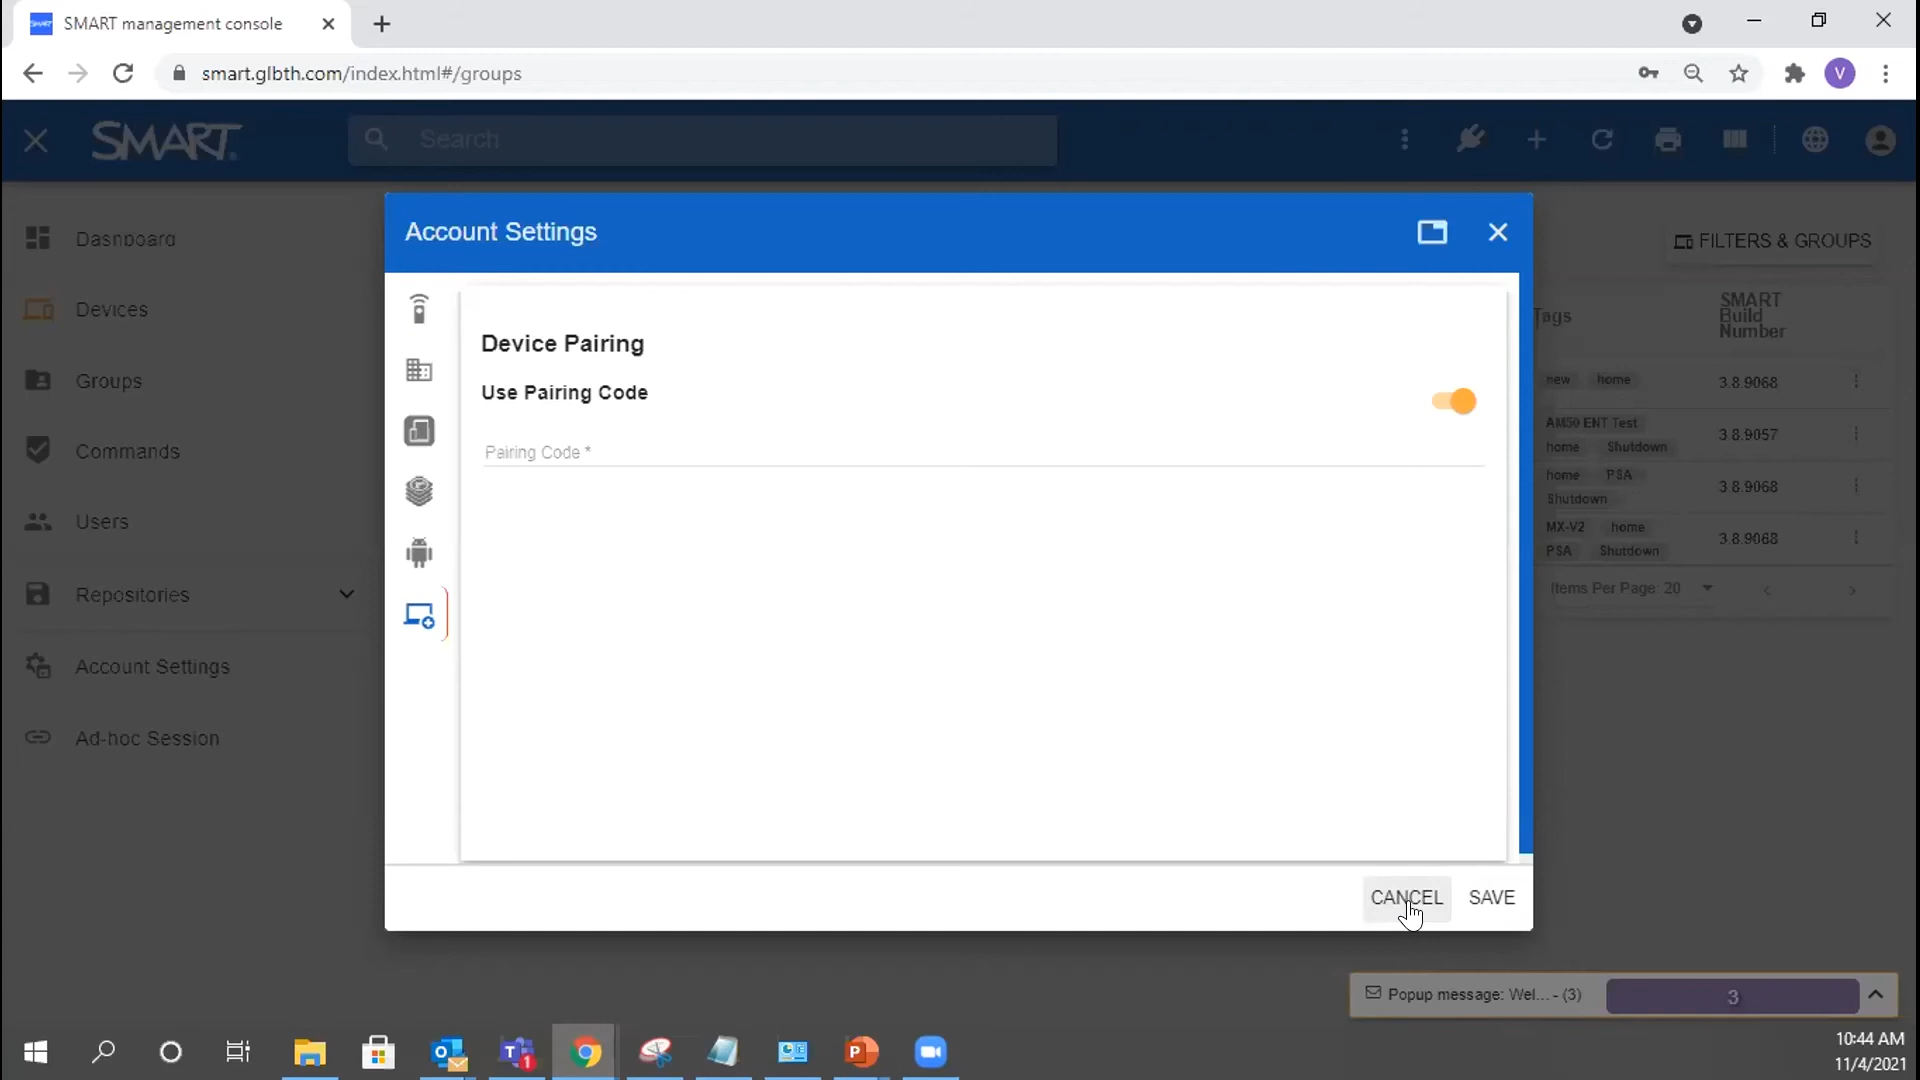 SMART management console
smart.glbth.com/index.html#/groups
V
SMART
Search
Account Settings
FILTERS & GROUPS
Dashboard
Devices
Groups
Commands
Users
Repositories
Account Settings
Ad-hoc Session
Device Pairing
Use Pairing Code
Pairing Code *
Tags
SMART
Build
Number
new home
3.8.9068
AM50 ENT Test
home Shutdown
3.8.9057
home PSA
Shutdown
3.8.9068
MX-V2 home
PSA Shutdown
3.8.9068
Items Per Page: 20
CANCEL
SAVE
Popup message: Wel... - (3)
3
10:44 AM
11/4/2021